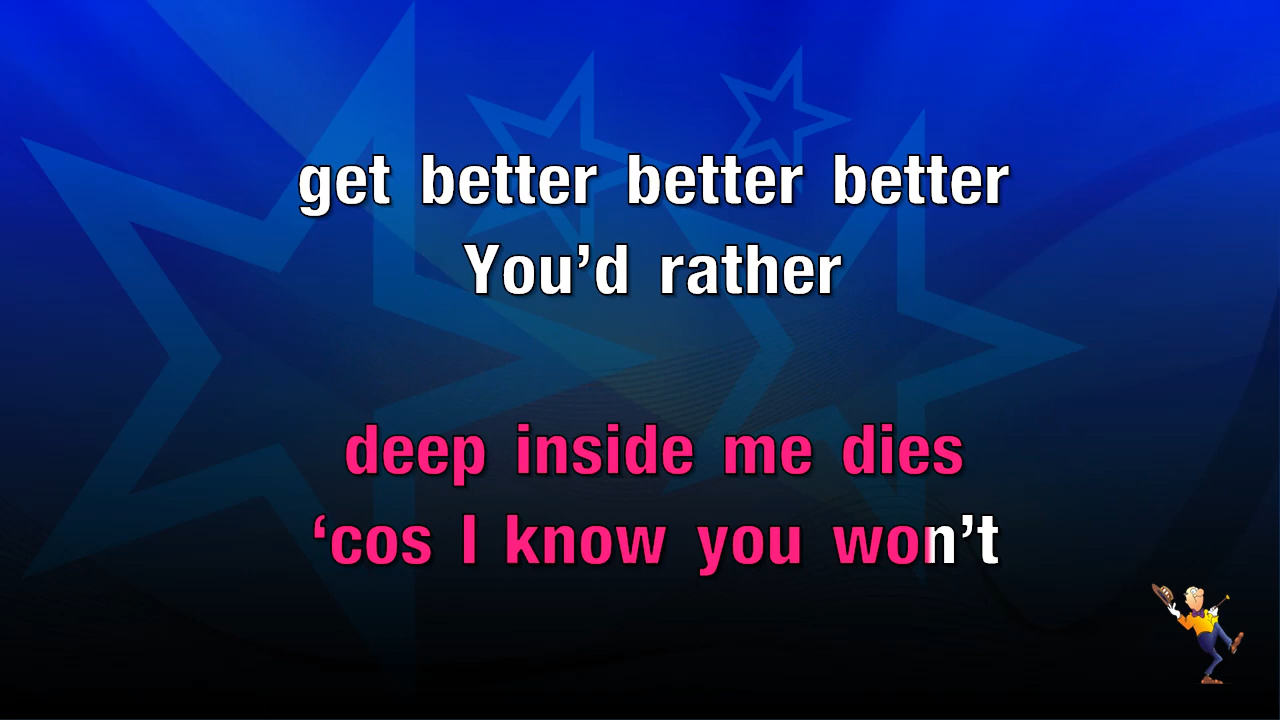 get better better better
You’d rather
deep inside me dies
‘cos I know you won’t